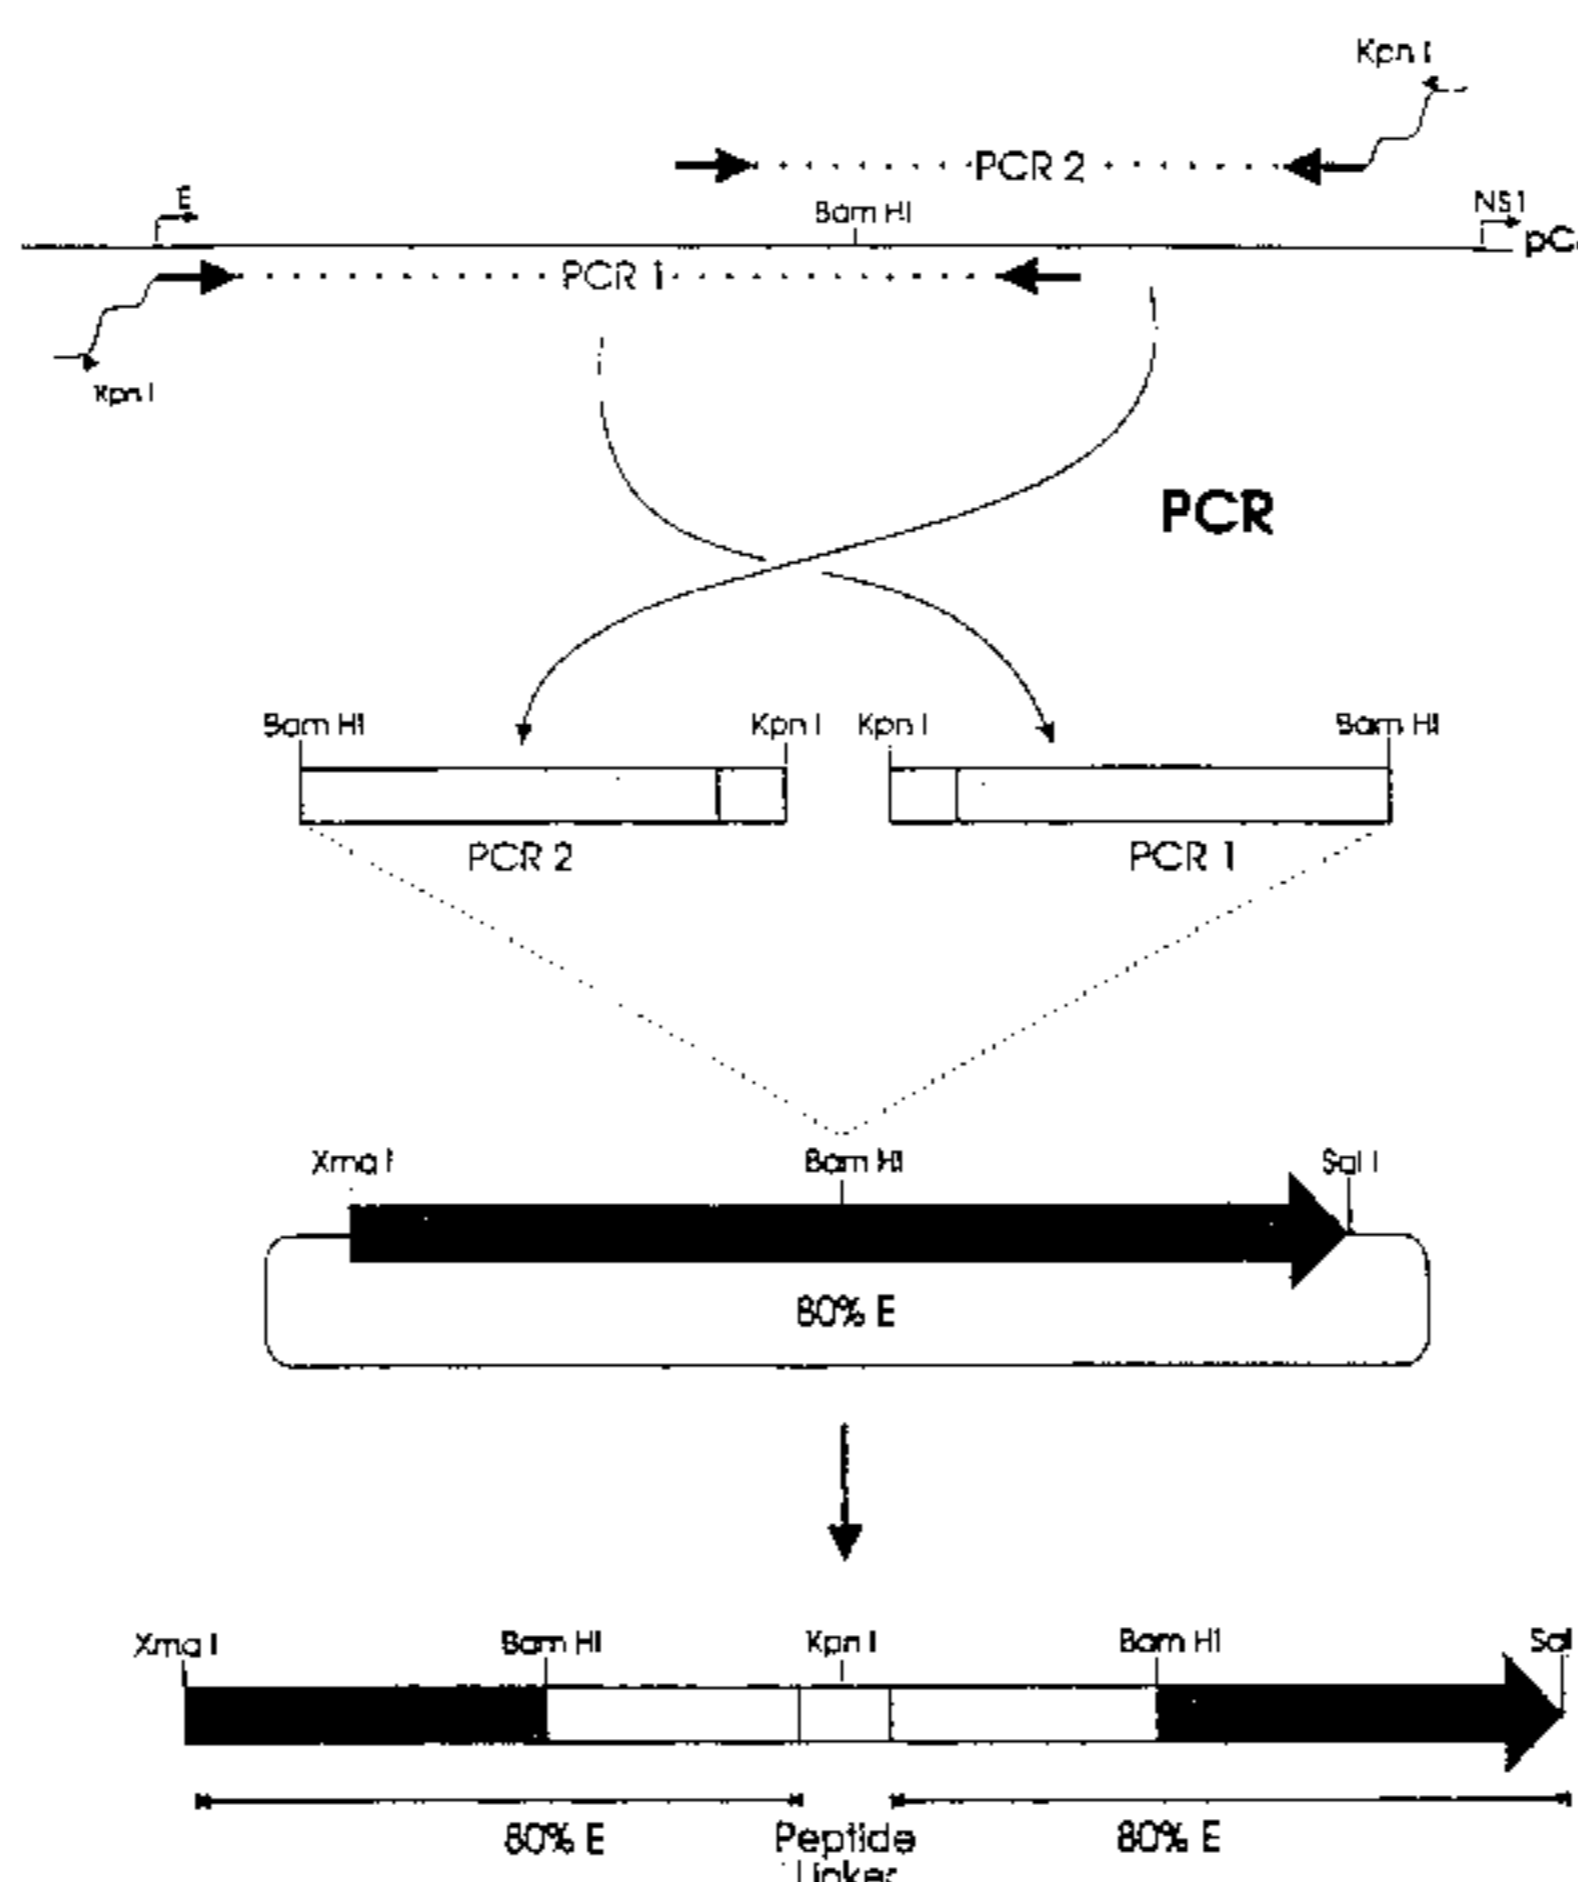 Kpn I
PCR 2
E
Bam HI
NS1
PCR 1
Kpn I
PCR
Bam HI
Kpn I
Kpn I
Bam HI
PCR 2
PCR 1
Xma I
Bam HI
Sal I
80% E
Xma I
Bam HI
Kpn I
Bam HI
Sal
80% E
Peptide
Linker
80% E